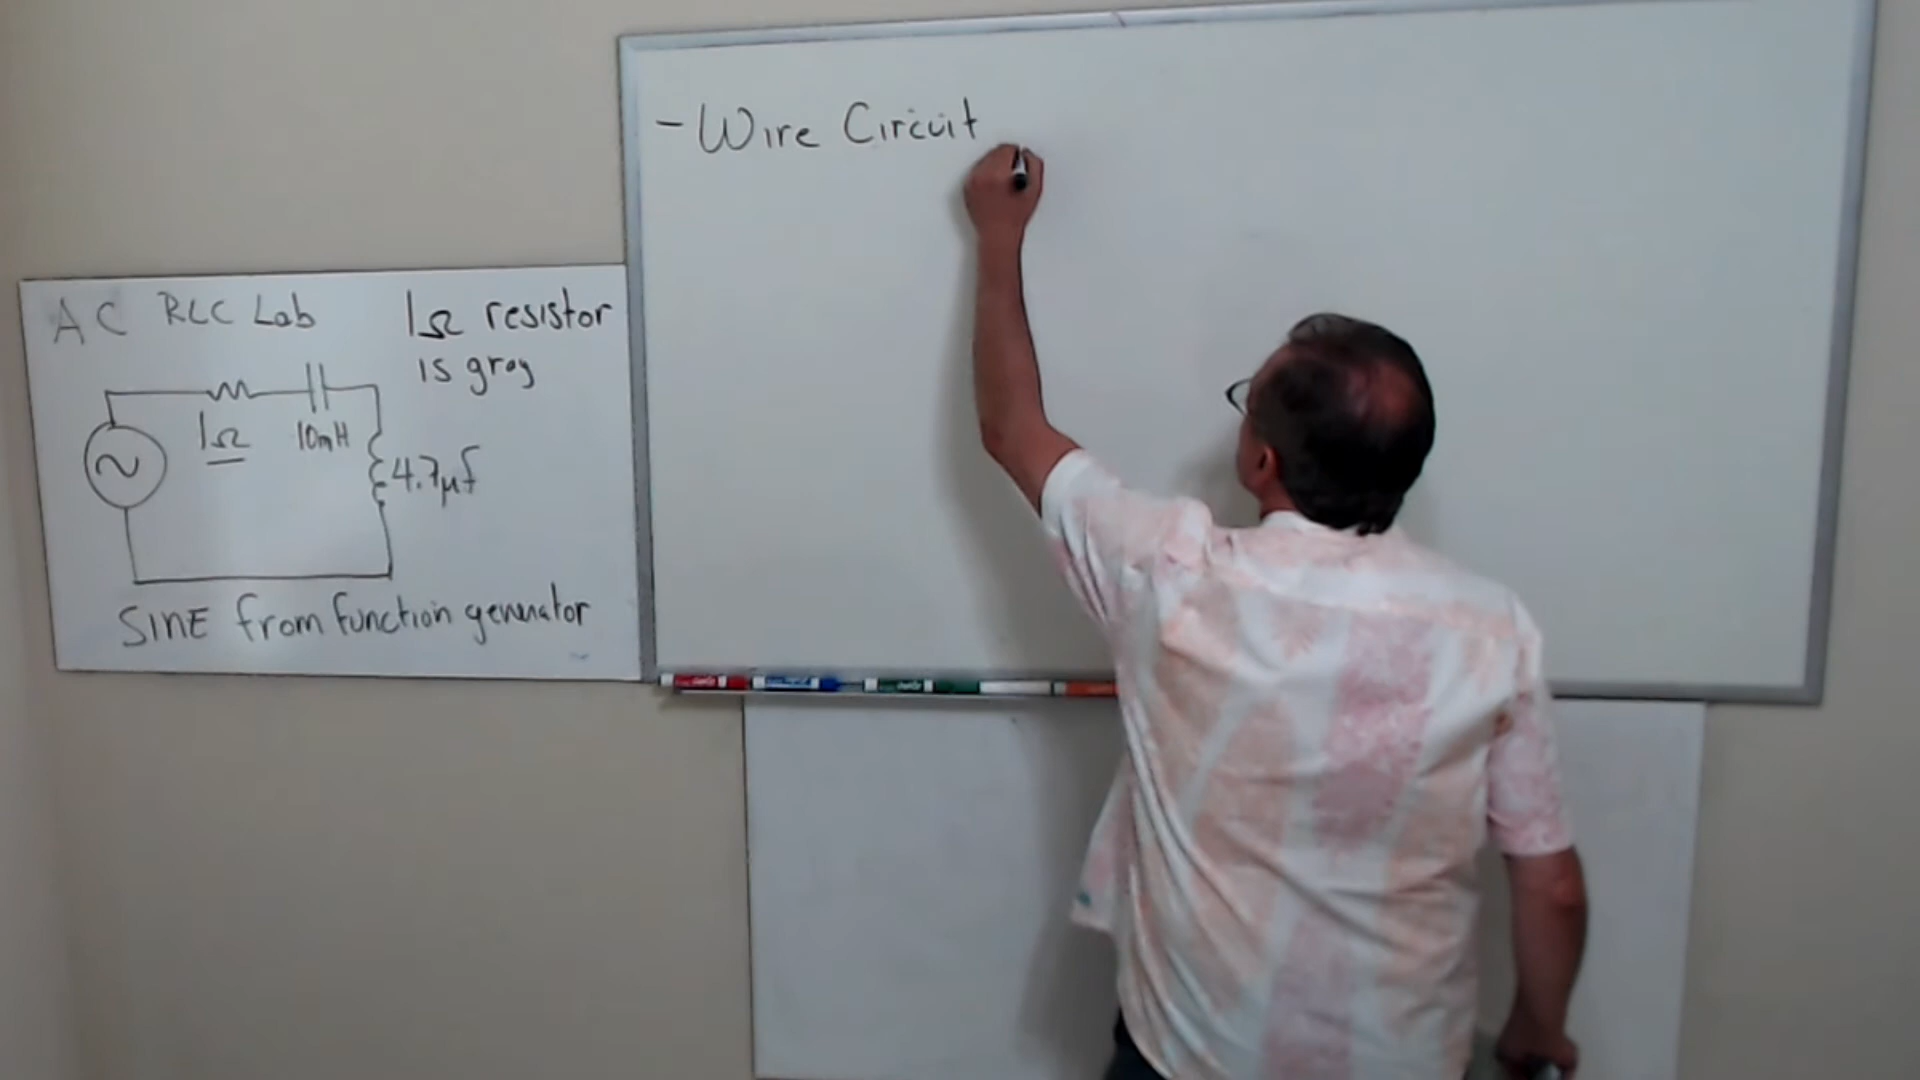 AC RLC Lab
1Ω resistor
is gray
1Ω
10mH
4.7μf
SINE from function generator
- Wire Circuit